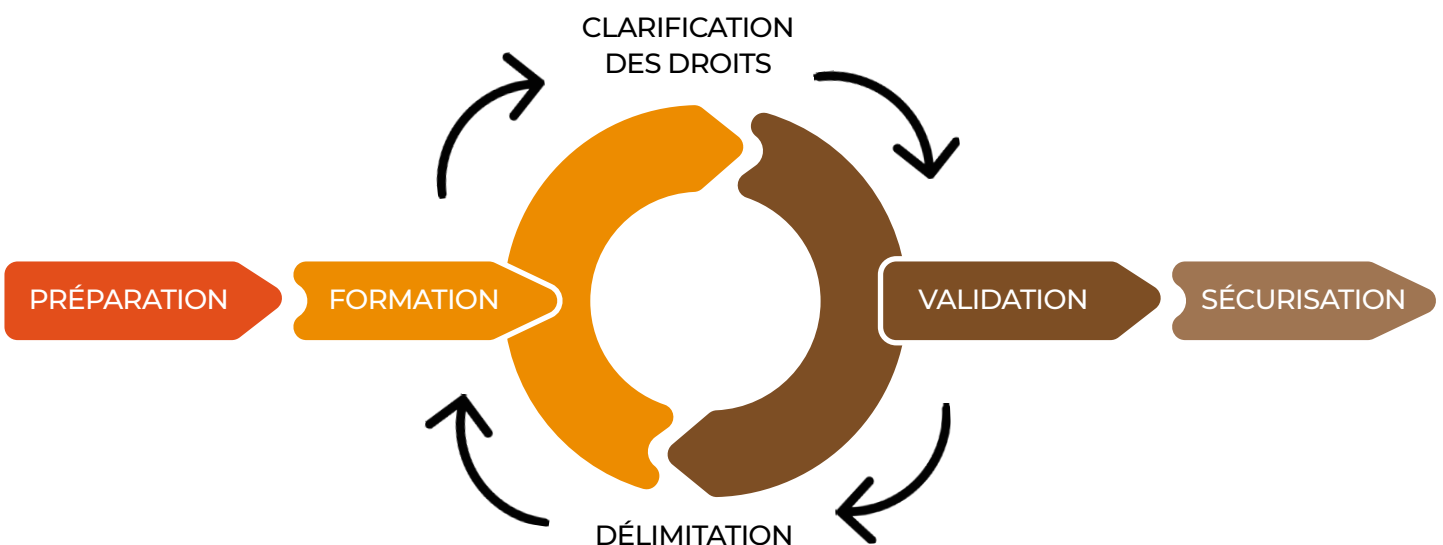 CLARIFICATION
DES DROITS
PRÉPARATION
FORMATION
VALIDATION
SÉCURISATION
DÉLIMITATION